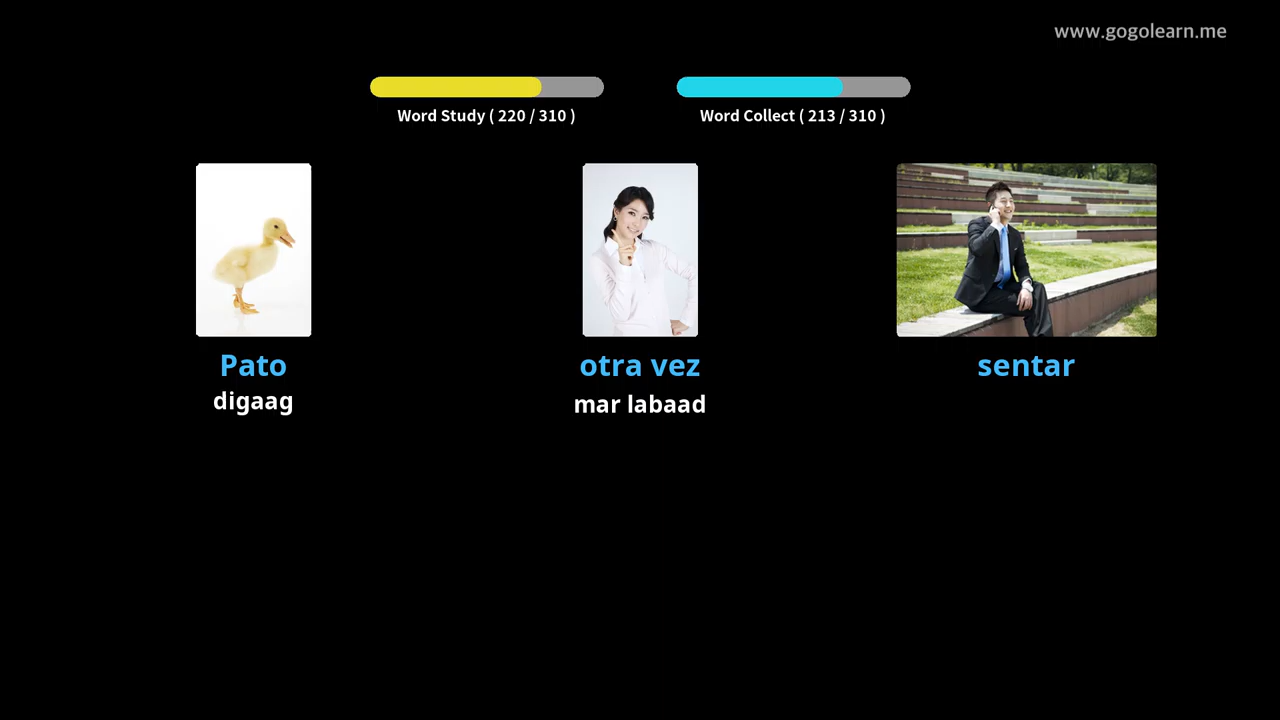 www.gogolearn.me
Word Study ( 220 / 310 )
Word Collect ( 213 / 310 )
Pato
digaag
otra vez
mar labaad
sentar